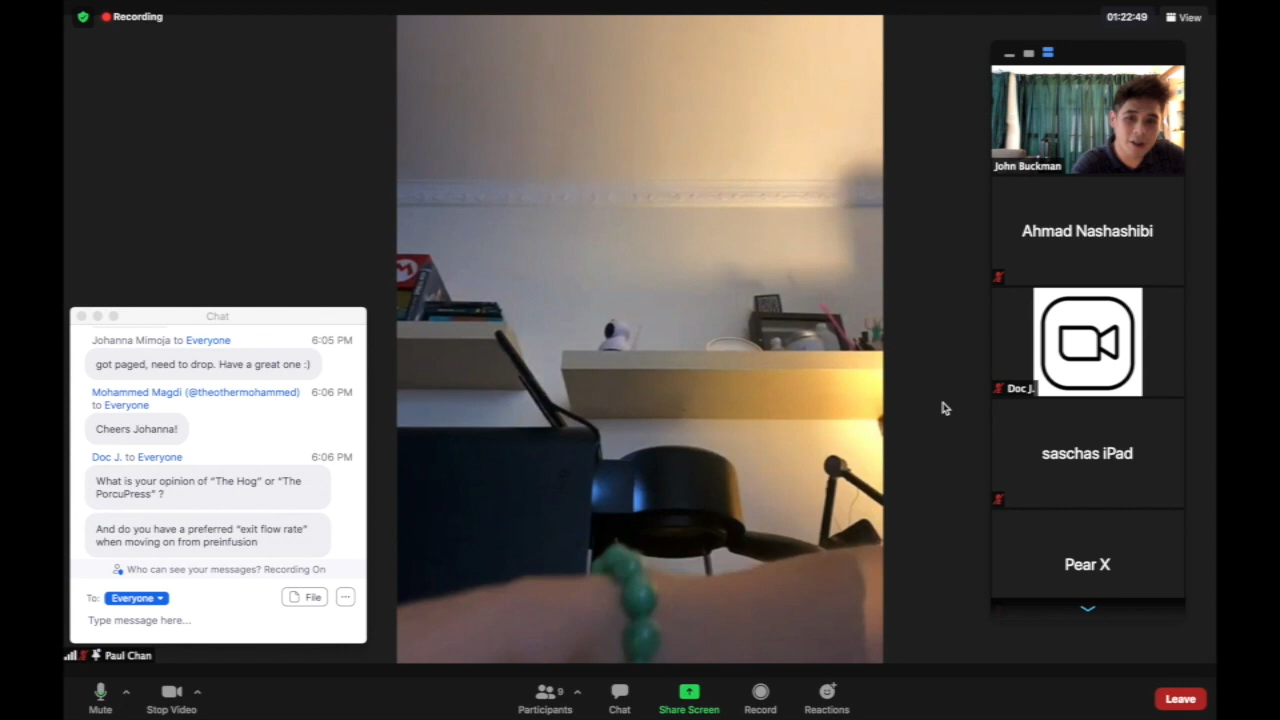 Recording
01:22:49
View
John Buckman
Ahmad Nashashibi
Doc J.
saschas iPad
Pear X
M
Chat
Johanna Mimoja to Everyone 6:05 PM
got paged, need to drop. Have a great one :)
Mohammed Magdi (@theothermohammed) 6:06 PM
to Everyone
Cheers Johanna!
Doc J. to Everyone 6:06 PM
What is your opinion of “The Hog” or “The
PorcuPress” ?
And do you have a preferred “exit flow rate”
when moving on from preinfusion
Who can see your messages? Recording On
To: Everyone
File
Type message here...
Paul Chan
Mute
Stop Video
Participants
9
Chat
Share Screen
Record
Reactions
Leave